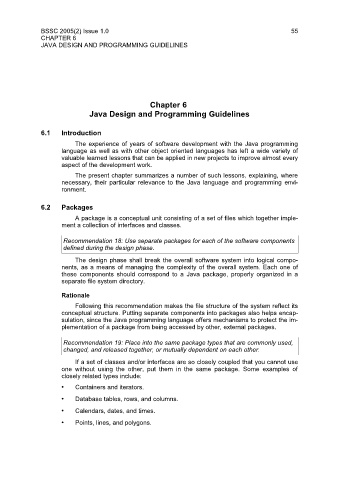 BSSC 2005(2) Issue 1.0 55
CHAPTER 6
JAVA DESIGN AND PROGRAMMING GUIDELINES
Chapter 6
Java Design and Programming Guidelines
6.1 Introduction
The experience of years of software development with the Java programming
language as well as with other object oriented languages has left a wide variety of
valuable learned lessons that can be applied in new projects to improve almost every
aspect of the development work.
The present chapter summarizes a number of such lessons, explaining, where
necessary, their particular relevance to the Java language and programming envi-
ronment.
6.2 Packages
A package is a conceptual unit consisting of a set of files which together imple-
ment a collection of interfaces and classes.
Recommendation 18: Use separate packages for each of the software components
defined during the design phase.
The design phase shall break the overall software system into logical compo-
nents, as a means of managing the complexity of the overall system. Each one of
these components should correspond to a Java package, properly organized in a
separate file system directory.
Rationale
Following this recommendation makes the file structure of the system reflect its
conceptual structure. Putting separate components into packages also helps encap-
sulation, since the Java programming language offers mechanisms to protect the im-
plementation of a package from being accessed by other, external packages.
Recommendation 19: Place into the same package types that are commonly used,
changed, and released together, or mutually dependent on each other.
If a set of classes and/or interfaces are so closely coupled that you cannot use
one without using the other, put them in the same package. Some examples of
closely related types include:
• Containers and iterators.
• Database tables, rows, and columns.
• Calendars, dates, and times.
• Points, lines, and polygons.